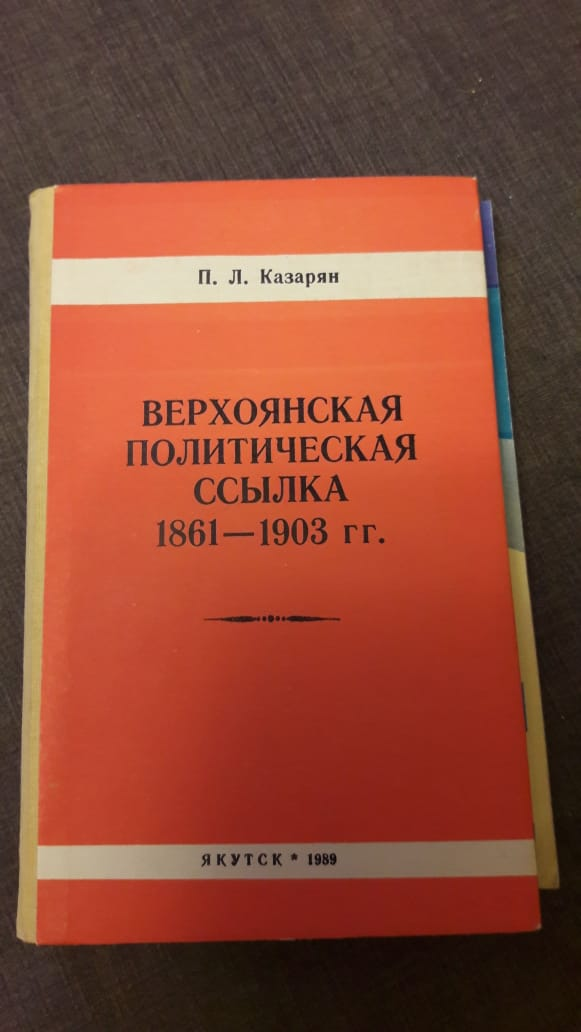 П. Л. Казарян
ВЕРХОЯНСКАЯ
ПОЛИТИЧЕСКАЯ
ССЫЛКА
1861—1903 гг.
ЯКУТСК * 1989